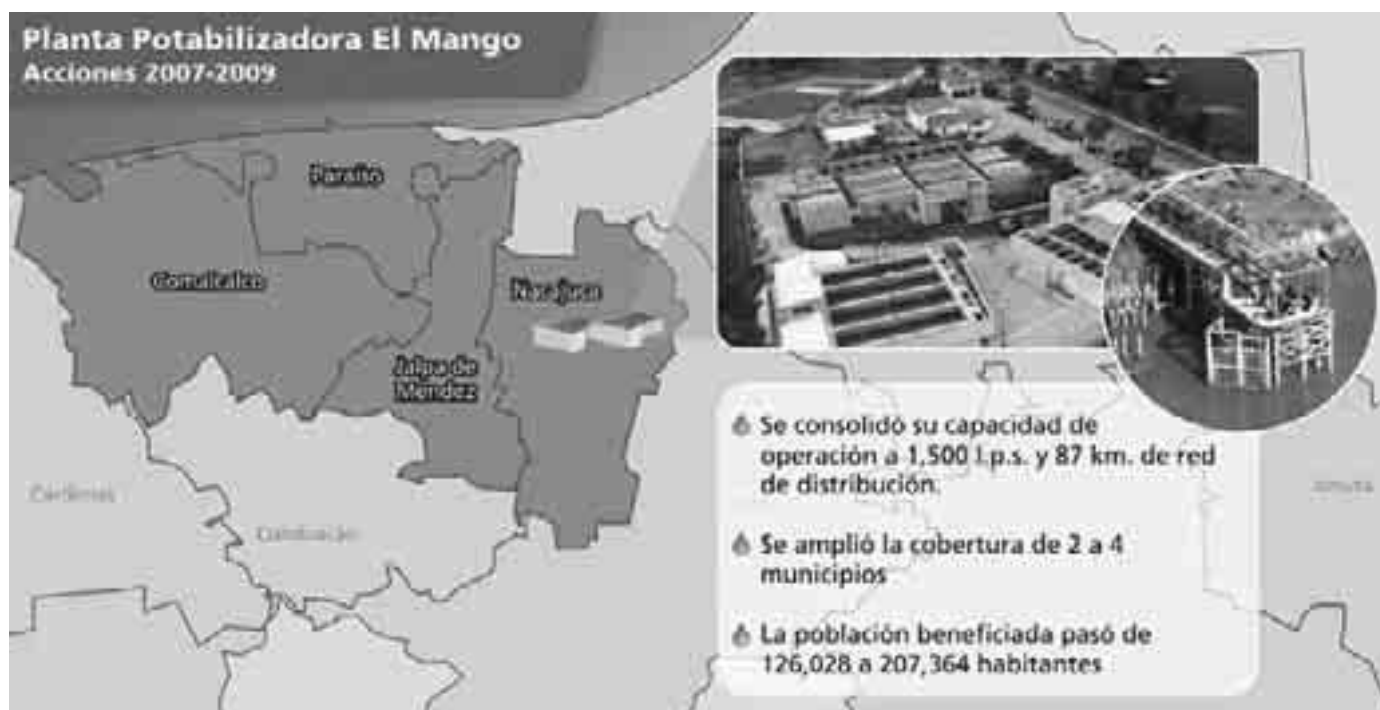 Planta Potabilizadora El Mango
Acciones 2007-2009
Paraíso
Comalcalco
Nacajuca
Jalpa de
Méndez
Cárdenas
Cunduacán
Se consolidó su capacidad de
operación a 1,500 l.p.s. y 87 km. de red
de distribución.
Se amplió la cobertura de 2 a 4
municipios
La población beneficiada pasó de
126,028 a 207,364 habitantes